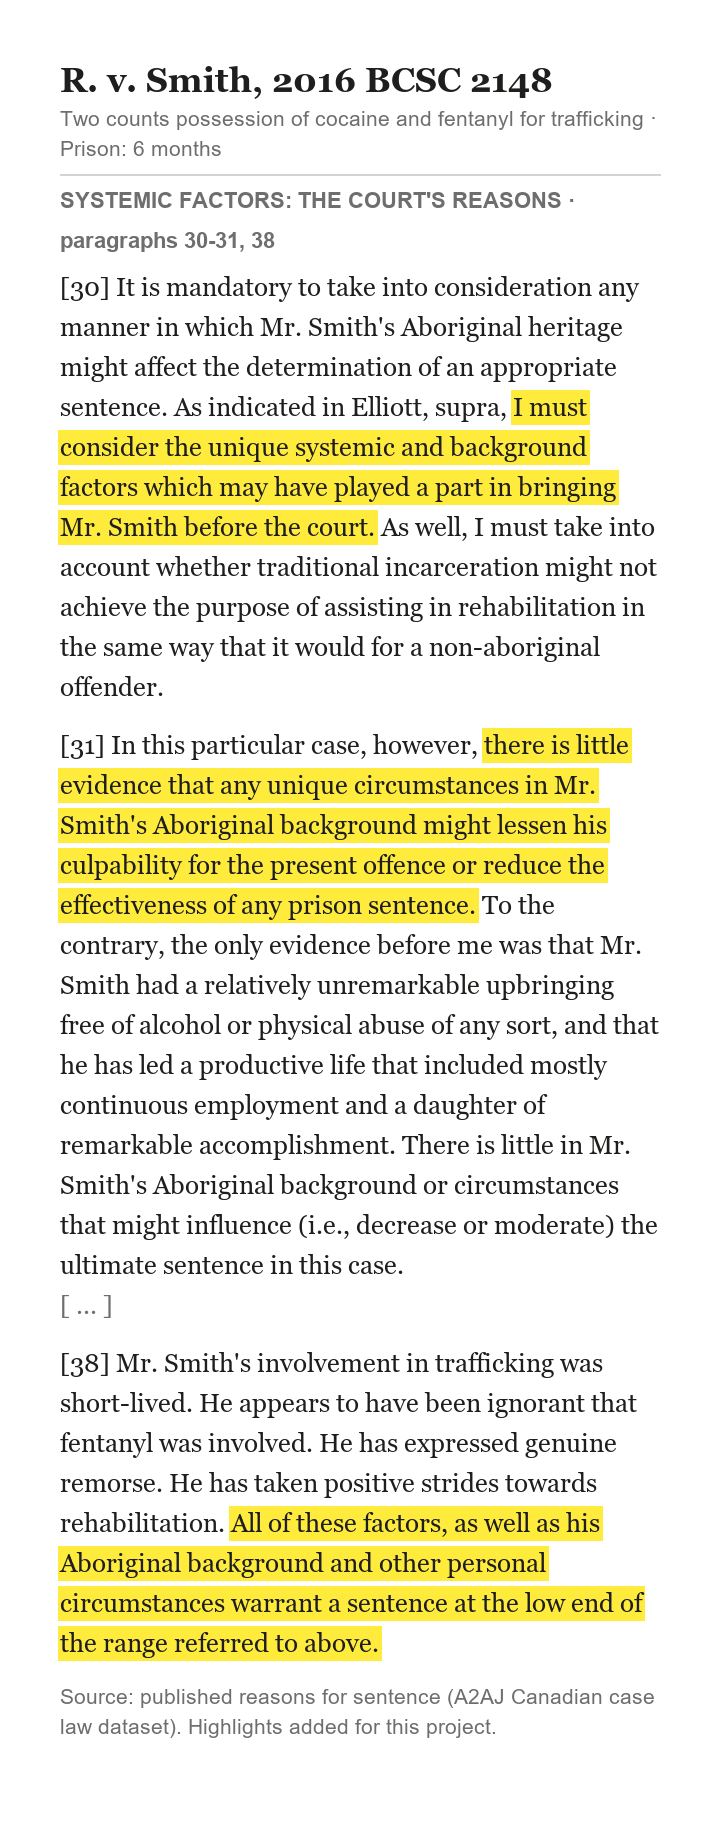 R. v. Smith, 2016 BCSC 2148
Two counts possession of cocaine and fentanyl for trafficking ·
Prison: 6 months
SYSTEMIC FACTORS: THE COURT'S REASONS ·
paragraphs 30-31, 38
[30] It is mandatory to take into consideration any
manner in which Mr. Smith's Aboriginal heritage
might affect the determination of an appropriate
sentence. As indicated in Elliott, supra, I must
consider the unique systemic and background
factors which may have played a part in bringing
Mr. Smith before the court. As well, I must take into
account whether traditional incarceration might not
achieve the purpose of assisting in rehabilitation in
the same way that it would for a non-aboriginal
offender.
[31] In this particular case, however, there is little
evidence that any unique circumstances in Mr.
Smith's Aboriginal background might lessen his
culpability for the present offence or reduce the
effectiveness of any prison sentence. To the
contrary, the only evidence before me was that Mr.
Smith had a relatively unremarkable upbringing
free of alcohol or physical abuse of any sort, and that
he has led a productive life that included mostly
continuous employment and a daughter of
remarkable accomplishment. There is little in Mr.
Smith's Aboriginal background or circumstances
that might influence (i.e., decrease or moderate) the
ultimate sentence in this case.
[ ... ]
[38] Mr. Smith's involvement in trafficking was
short-lived. He appears to have been ignorant that
fentanyl was involved. He has expressed genuine
remorse. He has taken positive strides towards
rehabilitation. All of these factors, as well as his
Aboriginal background and other personal
circumstances warrant a sentence at the low end of
the range referred to above.
Source: published reasons for sentence (A2AJ Canadian case
law dataset). Highlights added for this project.